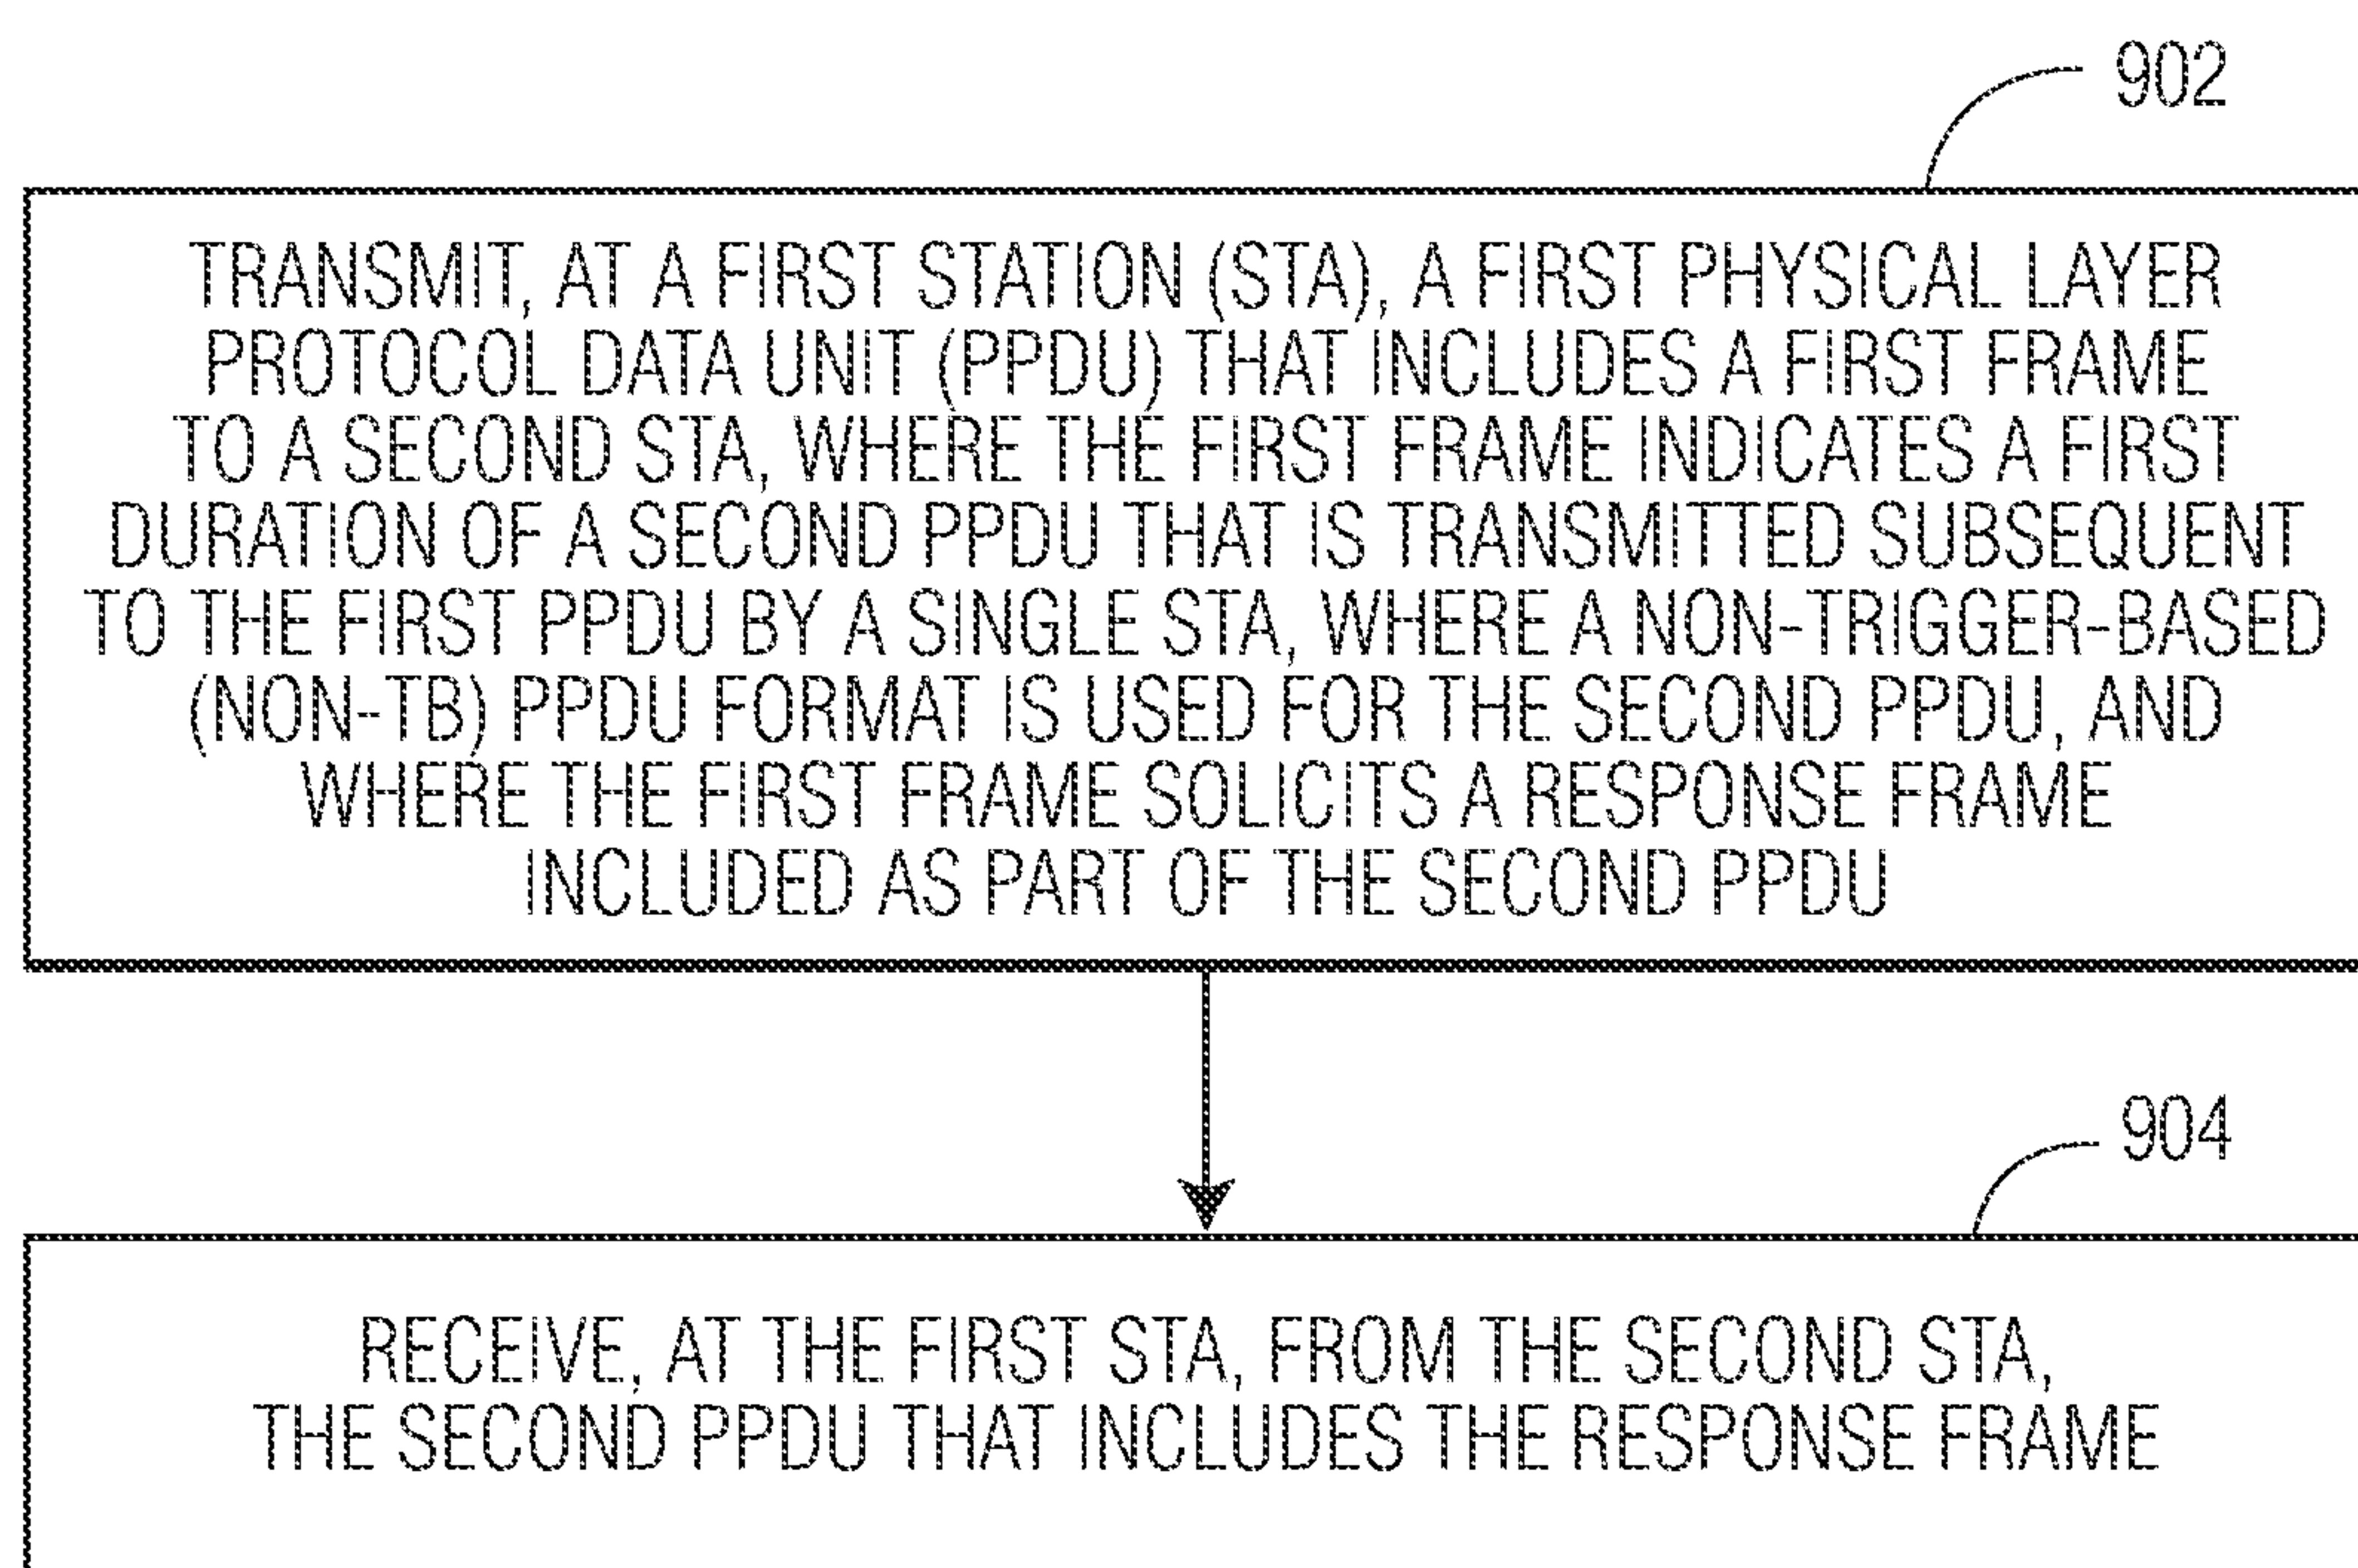 902
TRANSMIT, AT A FIRST STATION (STA), A FIRST PHYSICAL LAYER
PROTOCOL DATA UNIT (PPDU) THAT INCLUDES A FIRST FRAME
TO A SECOND STA, WHERE THE FIRST FRAME INDICATES A FIRST
DURATION OF A SECOND PPDU THAT IS TRANSMITTED SUBSEQUENT
TO THE FIRST PPDU BY A SINGLE STA, WHERE A NON-TRIGGER-BASED
(NON-TB) PPDU FORMAT IS USED FOR THE SECOND PPDU, AND
WHERE THE FIRST FRAME SOLICITS A RESPONSE FRAME
INCLUDED AS PART OF THE SECOND PPDU
904
RECEIVE, AT THE FIRST STA, FROM THE SECOND STA,
THE SECOND PPDU THAT INCLUDES THE RESPONSE FRAME